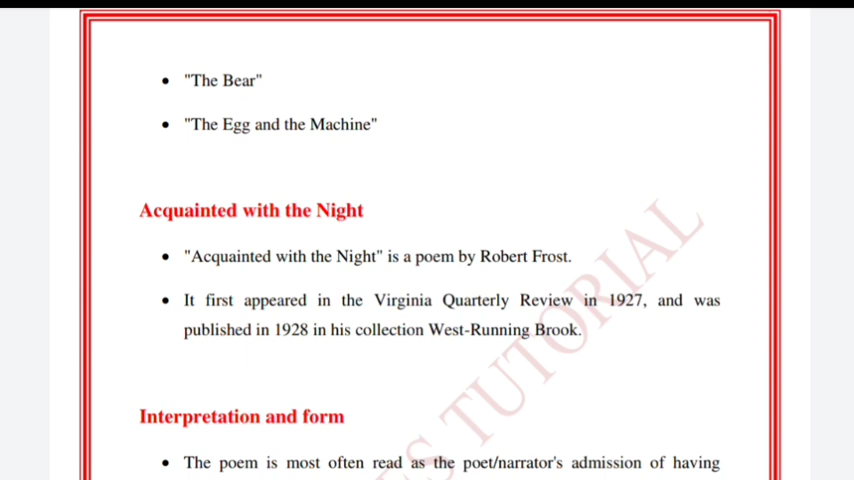 • "The Bear"
• "The Egg and the Machine"
Acquainted with the Night
• "Acquainted with the Night" is a poem by Robert Frost.
• It first appeared in the Virginia Quarterly Review in 1927, and was
published in 1928 in his collection West-Running Brook.
Interpretation and form
• The poem is most often read as the poet/narrator's admission of having
TUTORIAL